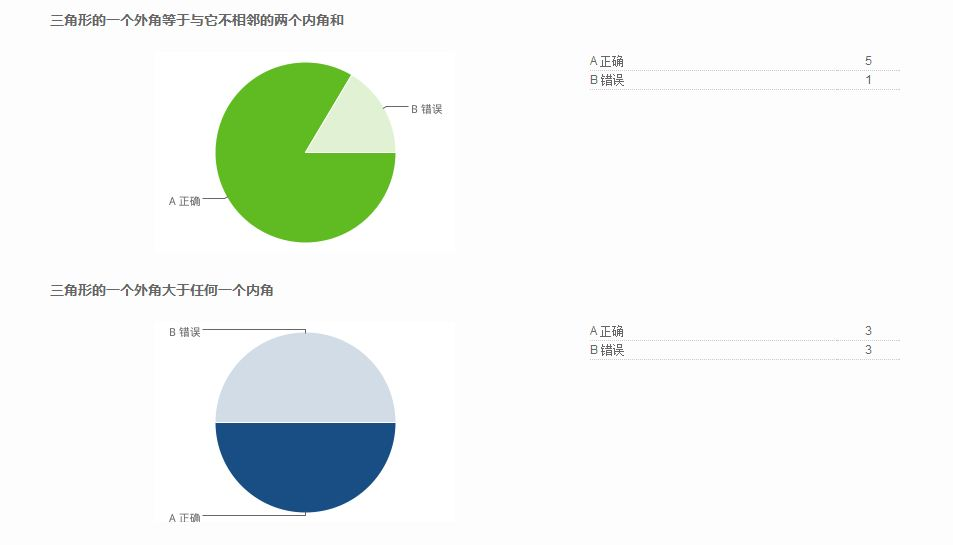 三角形的一个外角等于与它不相邻的两个内角和
A 正确 5
B 错误 1
B 错误
A 正确
三角形的一个外角大于任何一个内角
B 错误
A 正确 3
B 错误 3
A 正确